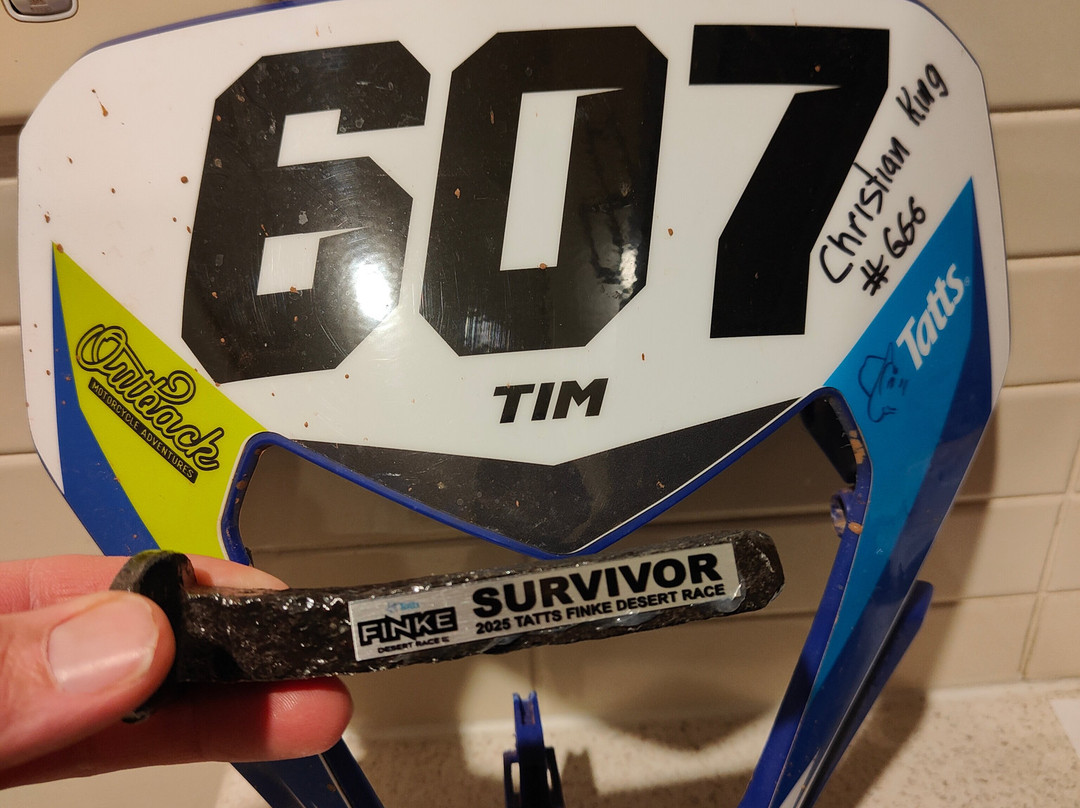 607
Christian King
#666
TIM
Outback
MOTORCYCLE ADVENTURES
Tatts
FINKE
DESERT RACE
SURVIVOR
2025 TATTS FINKE DESERT RACE